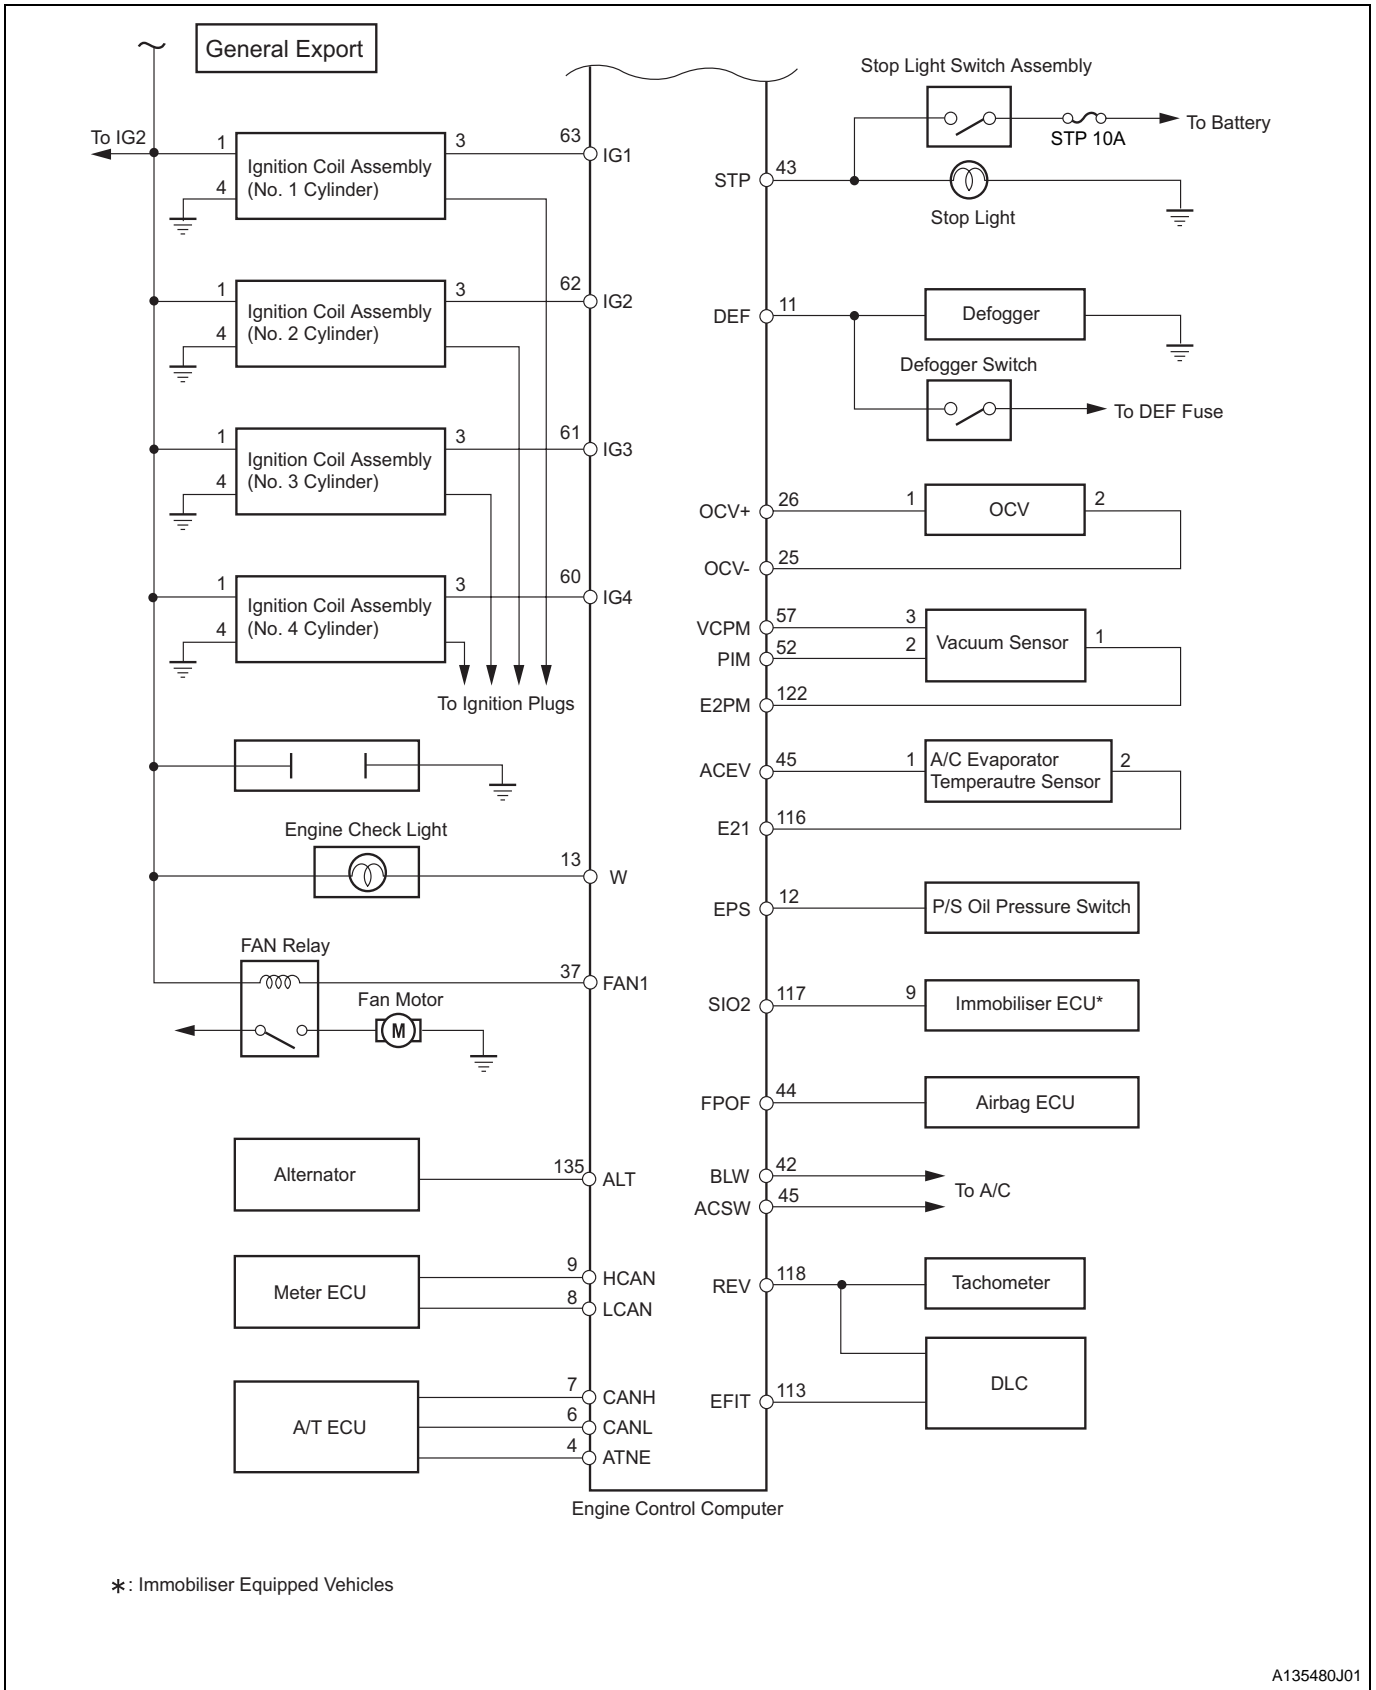 General Export
To IG2
1
Ignition Coil Assembly
(No. 1 Cylinder)
3
4
63
IG1
1
Ignition Coil Assembly
(No. 2 Cylinder)
3
4
62
IG2
1
Ignition Coil Assembly
(No. 3 Cylinder)
3
4
61
IG3
1
Ignition Coil Assembly
(No. 4 Cylinder)
3
4
60
IG4
To Ignition Plugs
Engine Check Light
13
W
FAN Relay
37
FAN1
Fan Motor
M
Alternator
135
ALT
Meter ECU
9
HCAN
8
LCAN
A/T ECU
7
CANH
6
CANL
4
ATNE
Stop Light Switch Assembly
STP 10A
To Battery
STP
43
Stop Light
DEF
11
Defogger
Defogger Switch
To DEF Fuse
OCV+
26
1
OCV
2
OCV-
25
VCPM
57
3
Vacuum Sensor
1
PIM
52
2
E2PM
122
ACEV
45
1
A/C Evaporator
Temperautre Sensor
2
E21
116
EPS
12
P/S Oil Pressure Switch
SIO2
117
9
Immobiliser ECU*
FPOF
44
Airbag ECU
BLW
42
To A/C
ACSW
45
REV
118
Tachometer
DLC
EFIT
113
Engine Control Computer
*: Immobiliser Equipped Vehicles
A135480J01